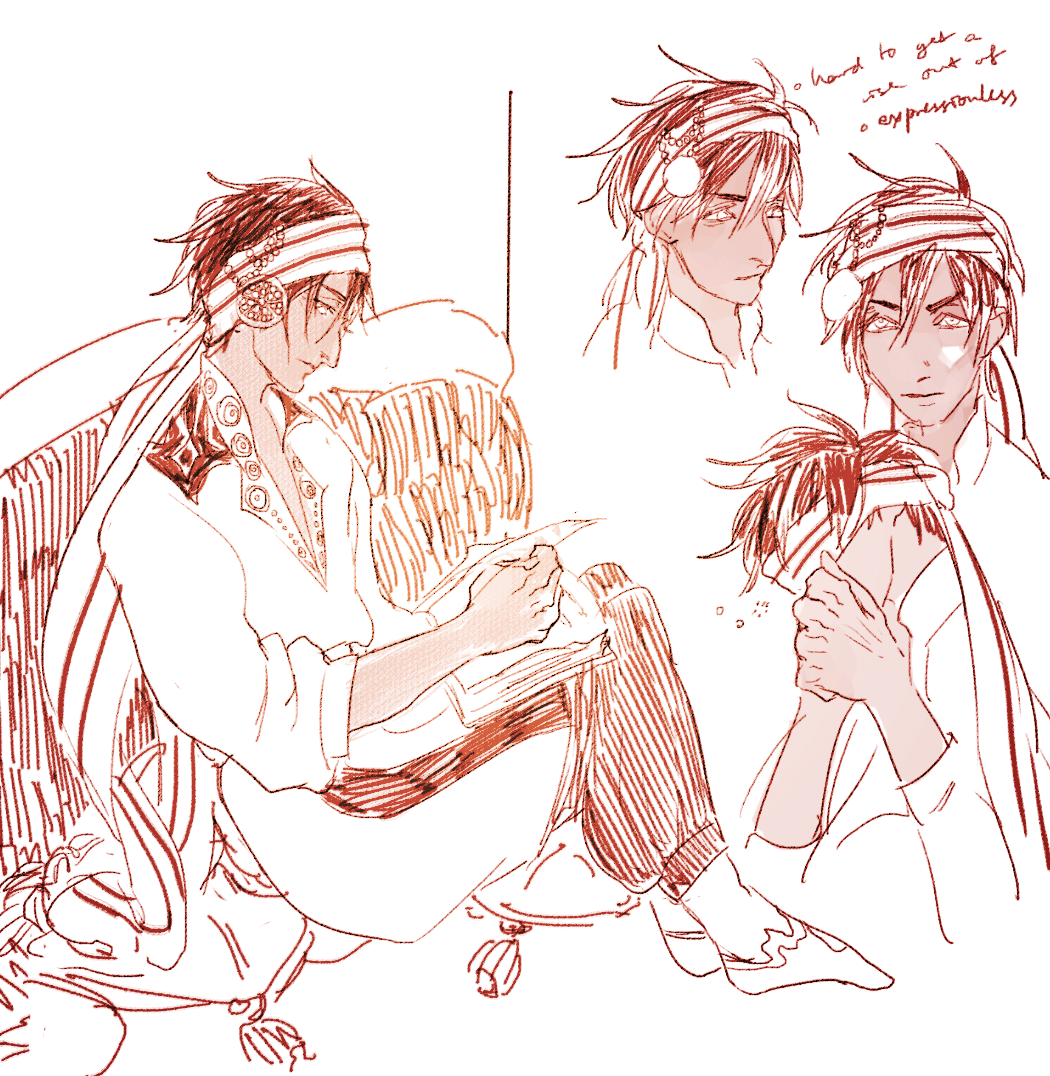 ◦ hard to get a
rise out of
◦ expressionless